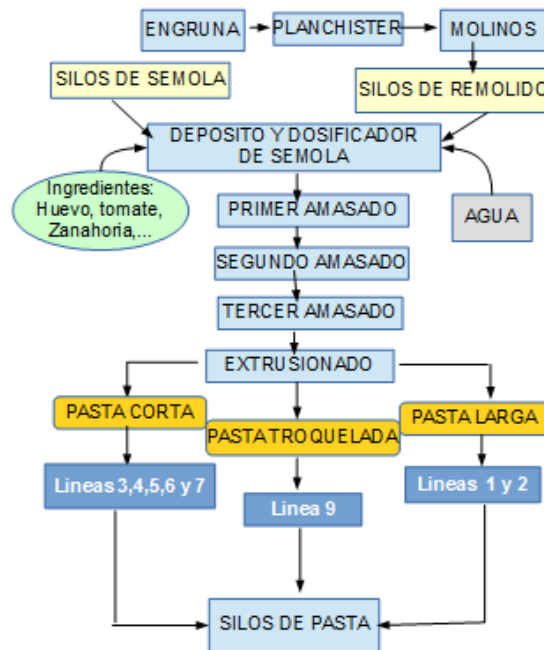 ENGRUNA
PLANCHISTER
MOLINOS
SILOS DE SEMOLA
SILOS DE REMOLIDO
DEPOSITO Y DOSIFICADOR
DE SEMOLA
Ingredientes:
Huevo, tomate,
Zanahoria,...
AGUA
PRIMER AMASADO
SEGUNDO AMASADO
TERCER AMASADO
EXTRUSIONADO
PASTA CORTA
PASTA TROQUELADA
PASTA LARGA
Lineas 3,4,5,6 y 7
Linea 9
Lineas 1 y 2
SILOS DE PASTA